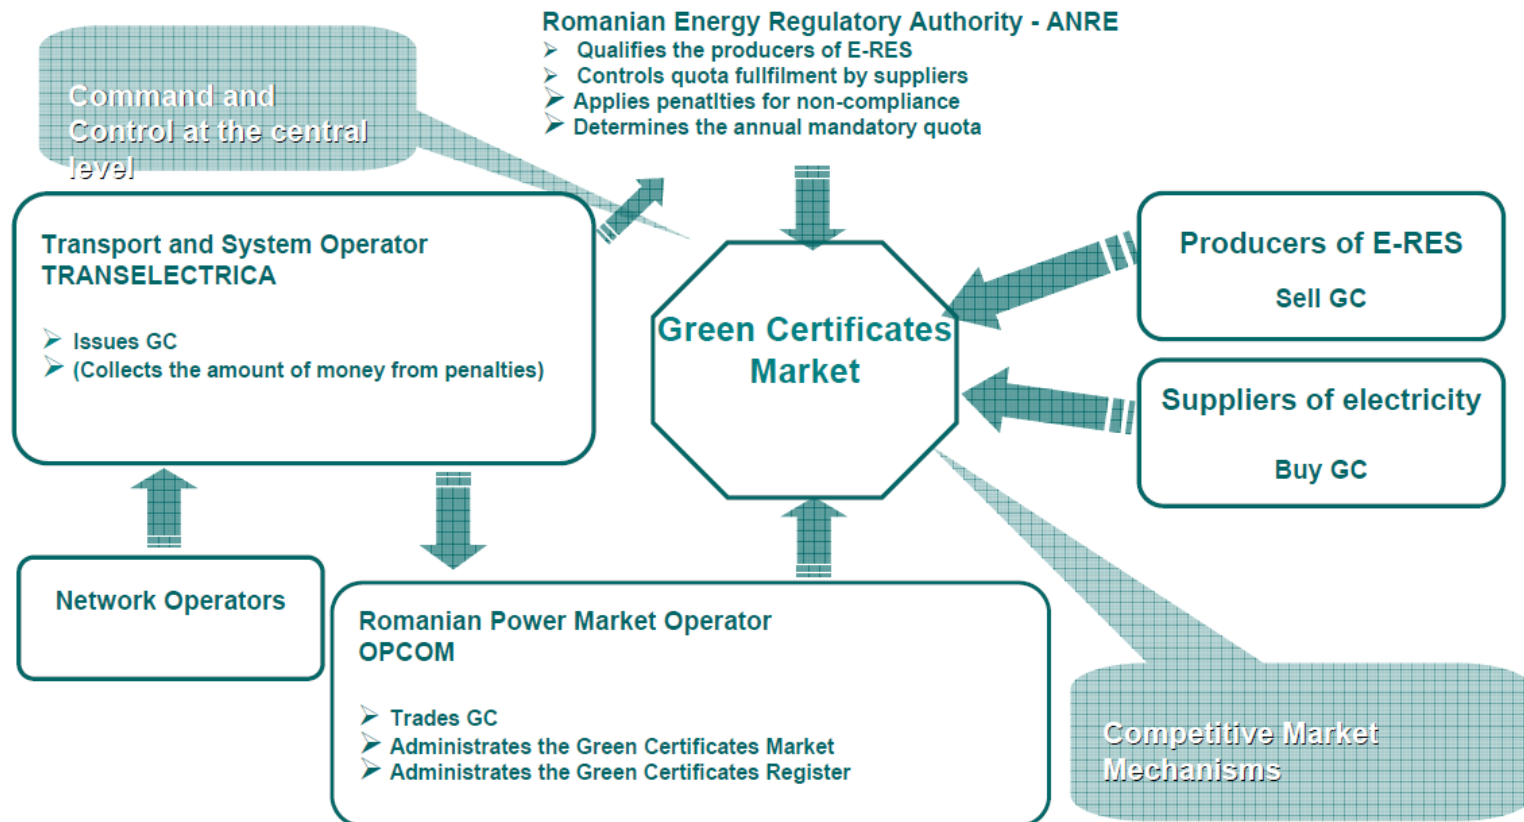 Romanian Energy Regulatory Authority - ANRE
Qualifies the producers of E-RES
Controls quota fullfilment by suppliers
Applies penatlties for non-compliance
Determines the annual mandatory quota
Command and
Control at the central
level
Transport and System Operator
TRANSELECTRICA
Issues GC
(Collects the amount of money from penalties)
Green Certificates
Market
Producers of E-RES
Sell GC
Suppliers of electricity
Buy GC
Network Operators
Romanian Power Market Operator
OPCOM
Trades GC
Administrates the Green Certificates Market
Administrates the Green Certificates Register
Competitive Market
Mechanisms